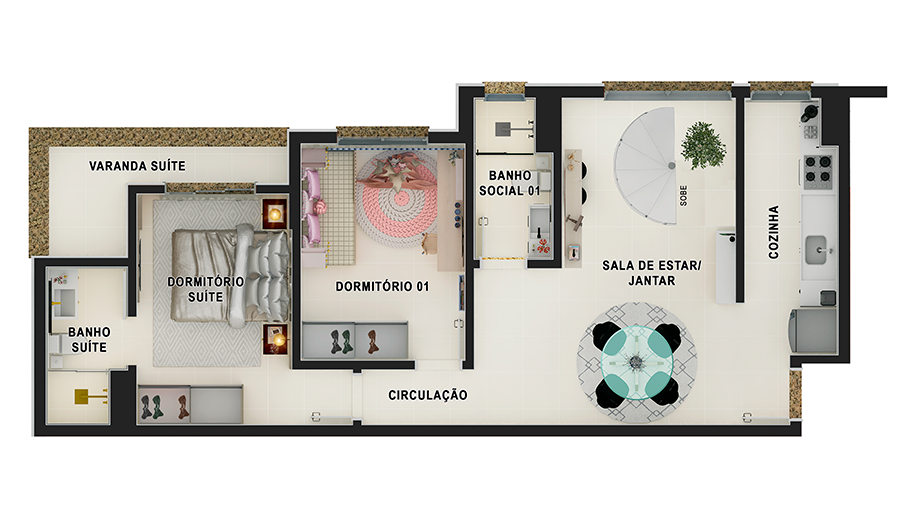 VARANDA SUÍTE
BANHO
SOCIAL 01
SOBE
COZINHA
DORMITÓRIO
SUÍTE
DORMITÓRIO 01
SALA DE ESTAR/
JANTAR
BANHO
SUÍTE
CIRCULAÇÃO